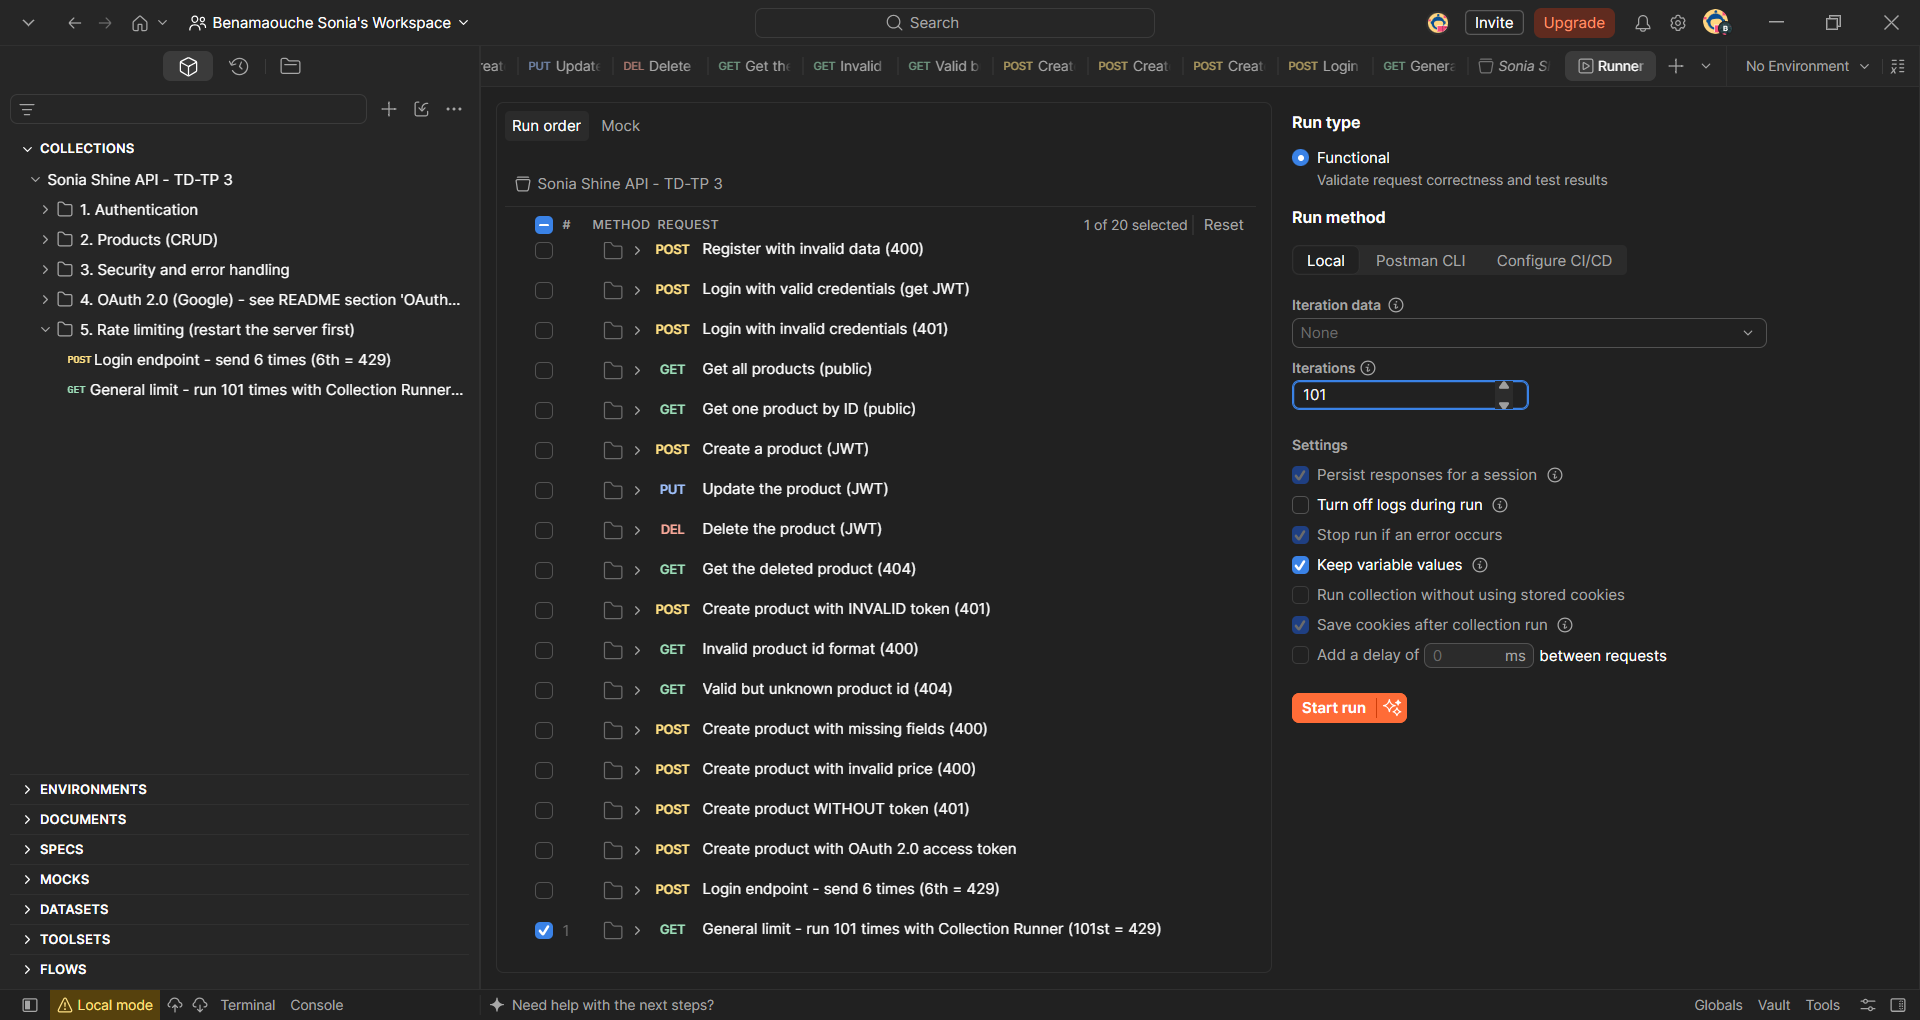 Benamaouche Sonia's Workspace
Search
Invite
Upgrade
PUT Update
DEL Delete
GET Get the
GET Invalid
GET Valid b
POST Creat
POST Creat
POST Creat
POST Login
GET Genera
Sonia S
Runner
No Environment
COLLECTIONS
Sonia Shine API - TD-TP 3
1. Authentication
2. Products (CRUD)
3. Security and error handling
4. OAuth 2.0 (Google) - see README section 'OAuth...
5. Rate limiting (restart the server first)
POST Login endpoint - send 6 times (6th = 429)
GET General limit - run 101 times with Collection Runner...
ENVIRONMENTS
DOCUMENTS
SPECS
MOCKS
DATASETS
TOOLSETS
FLOWS
Run order
Mock
Sonia Shine API - TD-TP 3
# METHOD REQUEST
1 of 20 selected
Reset
POST Register with invalid data (400)
POST Login with valid credentials (get JWT)
POST Login with invalid credentials (401)
GET Get all products (public)
GET Get one product by ID (public)
POST Create a product (JWT)
PUT Update the product (JWT)
DEL Delete the product (JWT)
GET Get the deleted product (404)
POST Create product with INVALID token (401)
GET Invalid product id format (400)
GET Valid but unknown product id (404)
POST Create product with missing fields (400)
POST Create product with invalid price (400)
POST Create product WITHOUT token (401)
POST Create product with OAuth 2.0 access token
POST Login endpoint - send 6 times (6th = 429)
1 GET General limit - run 101 times with Collection Runner (101st = 429)
Run type
Functional
Validate request correctness and test results
Run method
Local
Postman CLI
Configure CI/CD
Iteration data
None
Iterations
101
Settings
Persist responses for a session
Turn off logs during run
Stop run if an error occurs
Keep variable values
Run collection without using stored cookies
Save cookies after collection run
Add a delay of 0 ms between requests
Start run
Local mode
Terminal
Console
Need help with the next steps?
Globals
Vault
Tools